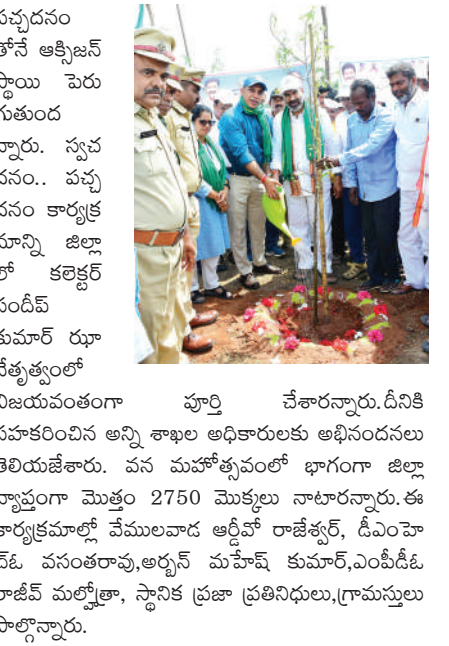 పచ్చదనం
తోనే ఆక్సిజన్
స్థాయి పెరు
గుతుంద
న్నారు. స్వచ
దనం.. పచ్చ
దనం కార్యక్ర
మాన్ని జిల్లా
లో కలెక్టర్
సందీప్
కుమార్ ఝా
నేతృత్వంలో
విజయవంతంగా పూర్తి చేశారన్నారు.దీనికి
సహకరించిన అన్ని శాఖల అధికారులకు అభినందనలు
తెలియజేశారు. వన మహోత్సవంలో భాగంగా జిల్లా
వ్యాప్తంగా మొత్తం 2750 మొక్కలు నాటారన్నారు.ఈ
కార్యక్రమాల్లో వేములవాడ ఆర్డీవో రాజేశ్వర్, డీఎంహె
చ్ఓ వసంతరావు,అర్బన్ మహేష్ కుమార్,ఎంపీడీఓ
రాజీవ్ మల్హోత్రా, స్థానిక ప్రజా ప్రతినిధులు,గ్రామస్తులు
పాల్గొన్నారు.